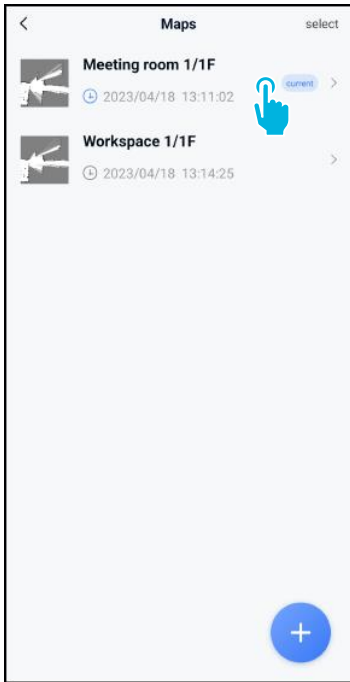 Maps select
Meeting room 1/1F
2023/04/18 13:11:02 current
Workspace 1/1F
2023/04/18 13:14:25